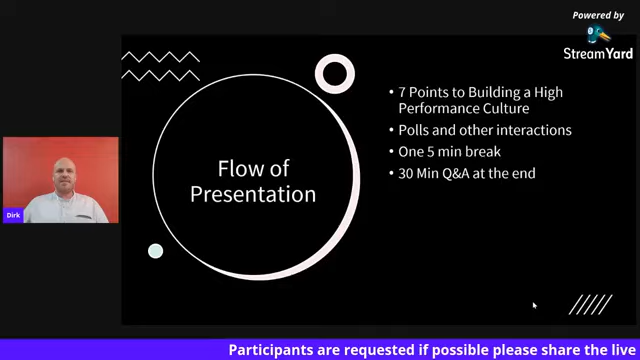 Powered by
StreamYard
• 7 Points to Building a High
Performance Culture
• Polls and other interactions
• One 5 min break
• 30 Min Q&A at the end
Flow of
Presentation
Dirk
Participants are requested if possible please share the live